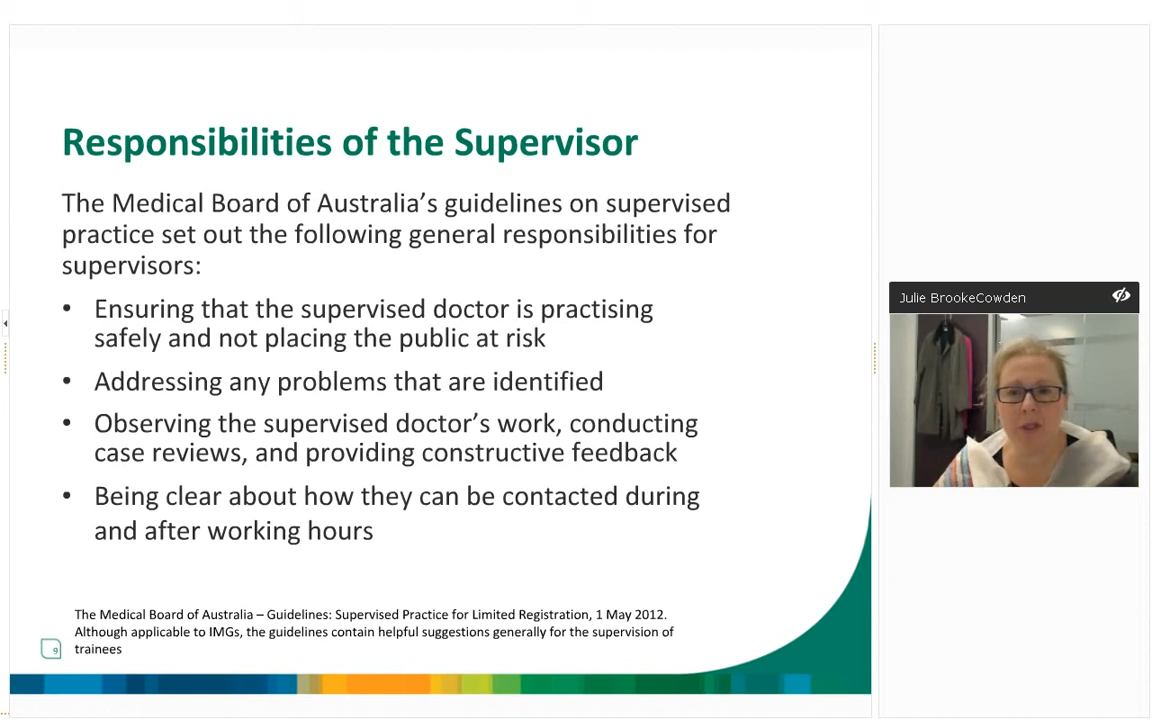 Responsibilities of the Supervisor
The Medical Board of Australia’s guidelines on supervised
practice set out the following general responsibilities for
supervisors:
• Ensuring that the supervised doctor is practising
safely and not placing the public at risk
• Addressing any problems that are identified
• Observing the supervised doctor’s work, conducting
case reviews, and providing constructive feedback
• Being clear about how they can be contacted during
and after working hours
The Medical Board of Australia – Guidelines: Supervised Practice for Limited Registration, 1 May 2012.
Although applicable to IMGs, the guidelines contain helpful suggestions generally for the supervision of
trainees
9
Julie BrookeCowden